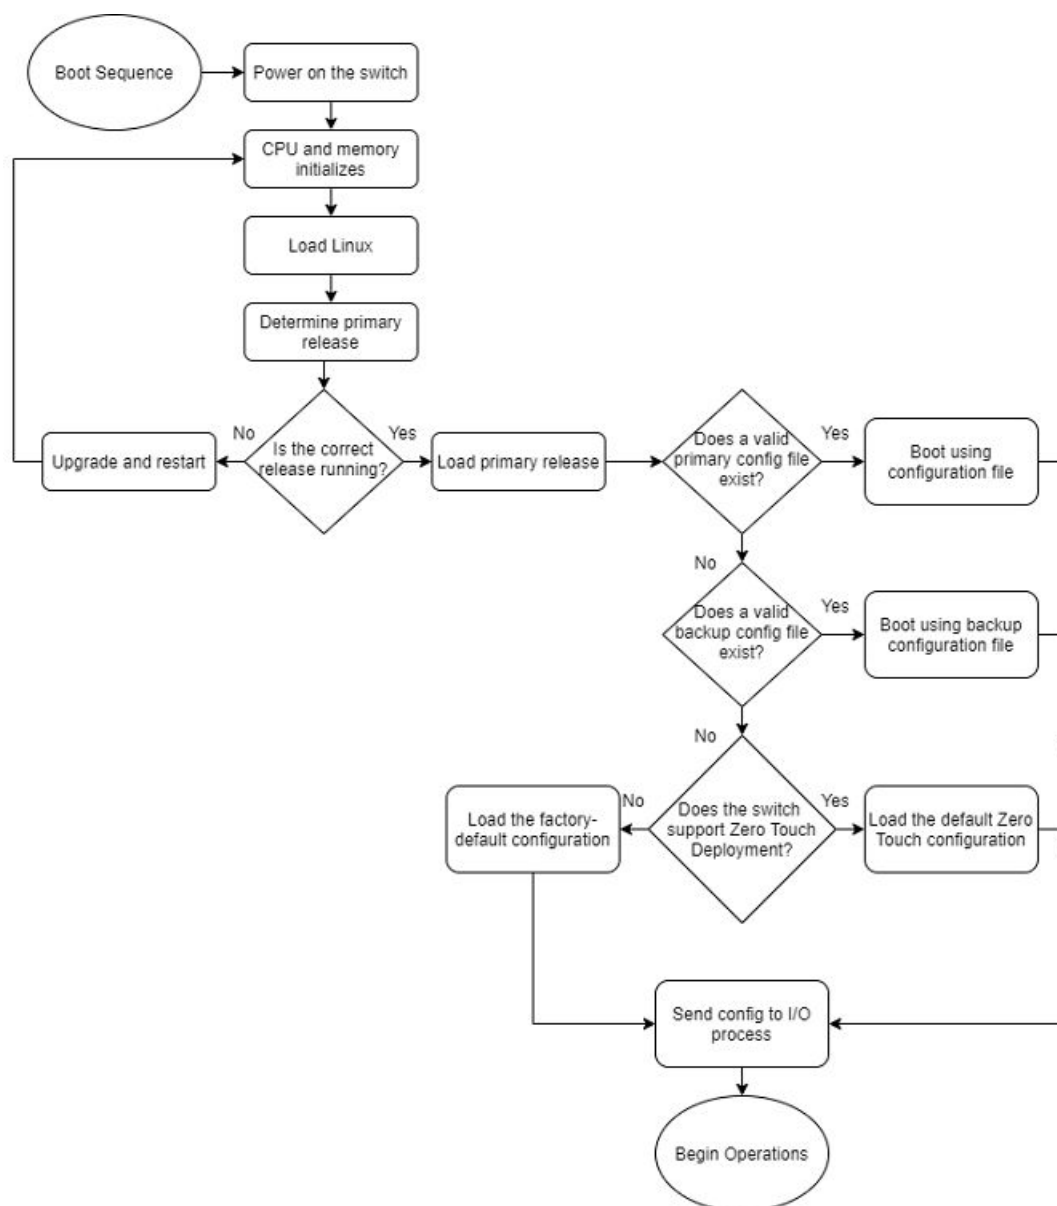 Boot Sequence
Power on the switch
CPU and memory
initializes
Load Linux
Determine primary
release
No
Is the correct
release running?
Yes
Upgrade and restart
Load primary release
Does a valid
primary config file
exist?
Yes
Boot using
configuration file
No
Does a valid
backup config file
exist?
Yes
Boot using backup
configuration file
No
Does the switch
support Zero Touch
Deployment?
No
Load the factory-
default configuration
Yes
Load the default Zero
Touch configuration
Send config to I/O
process
Begin Operations